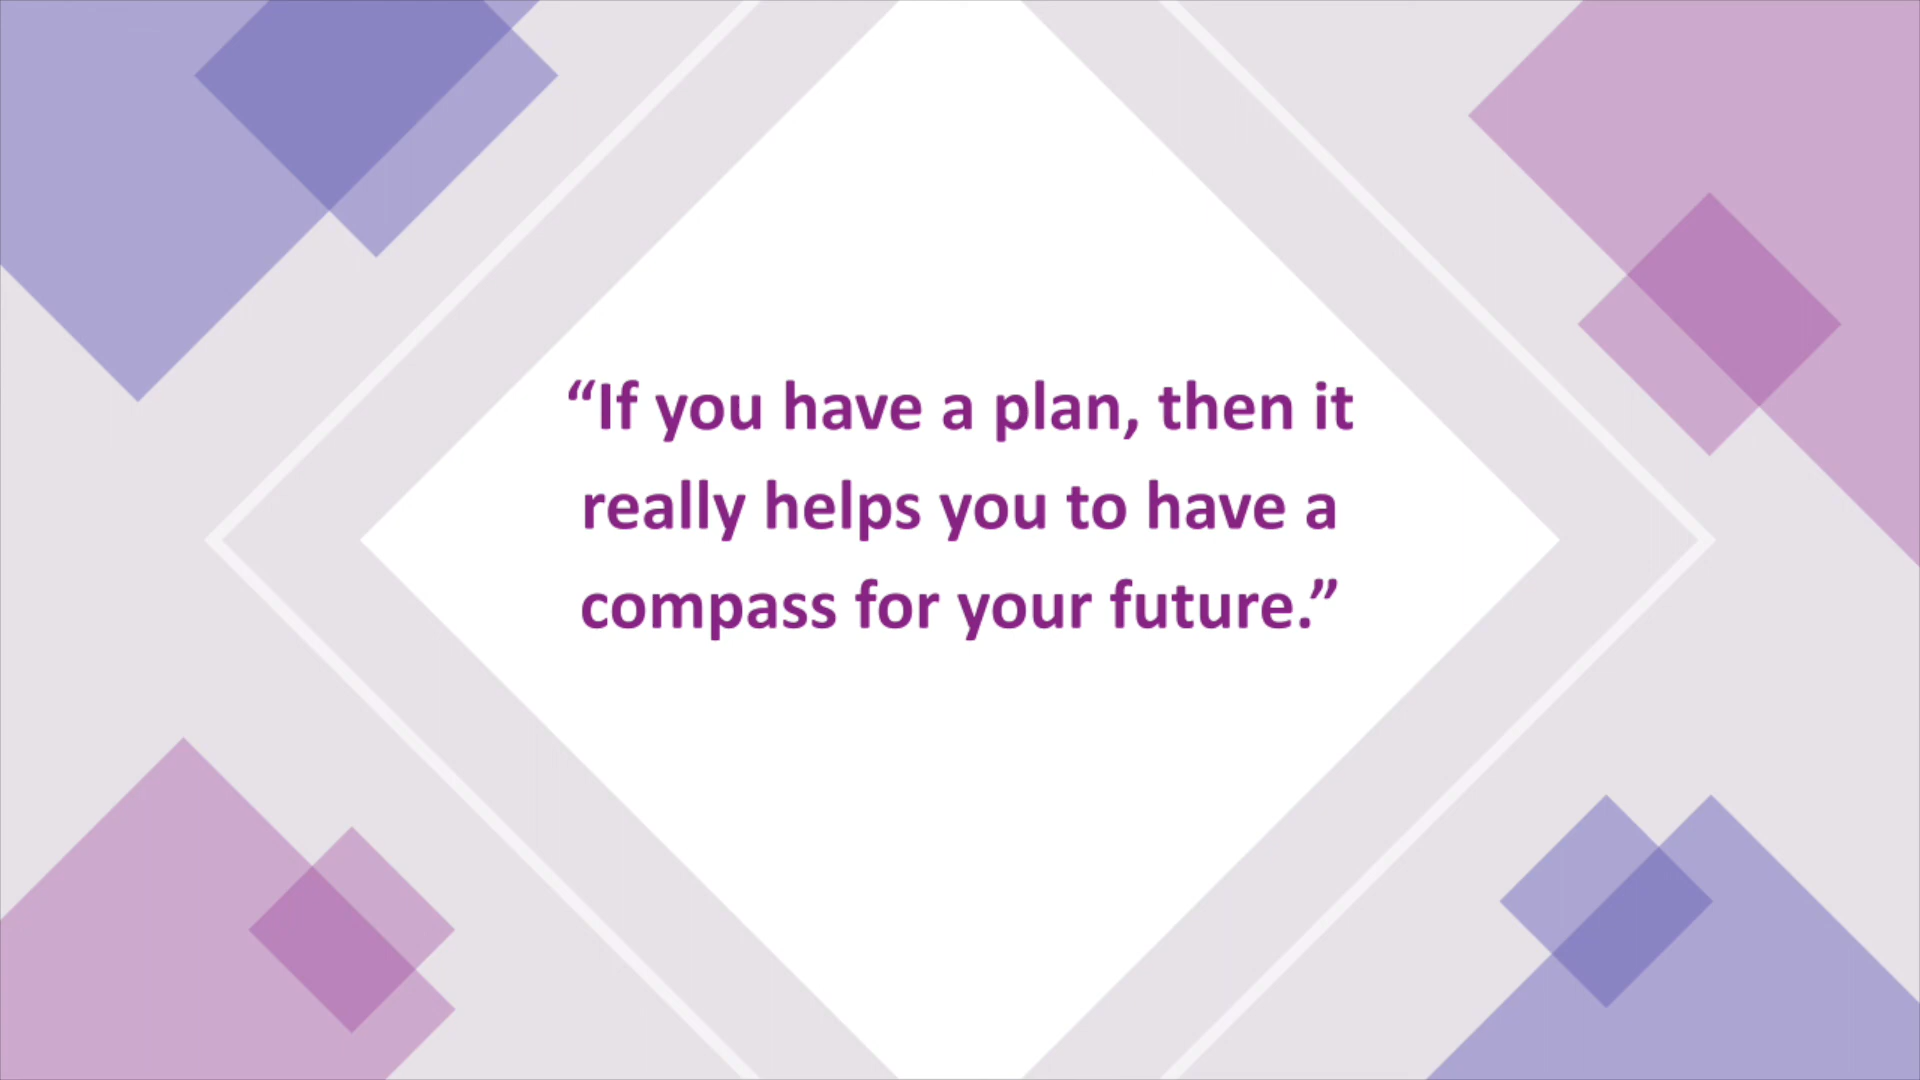 “If you have a plan, then it
really helps you to have a
compass for your future.”